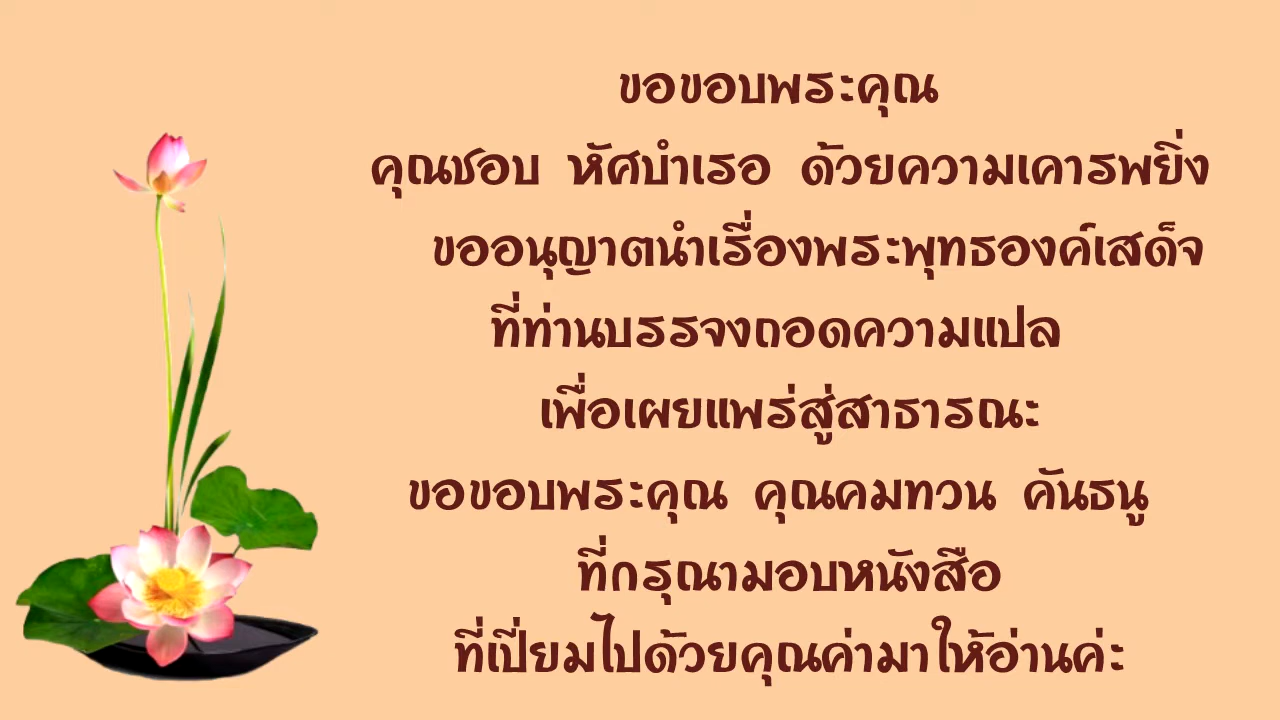 ขอขอบพระคุณ
คุณชอบ หัศบำเรอ ด้วยความเคารพยิ่ง
ขออนุญาตนำเรื่องพระพุทธองค์เสด็จ
ที่ท่านบรรจงถอดความแปล
เพื่อเผยแพร่สู่สาธารณะ
ขอขอบพระคุณ คุณคมทวน คันธนู
ที่กรุณามอบหนังสือ
ที่เปี่ยมไปด้วยคุณค่ามาให้อ่านค่ะ